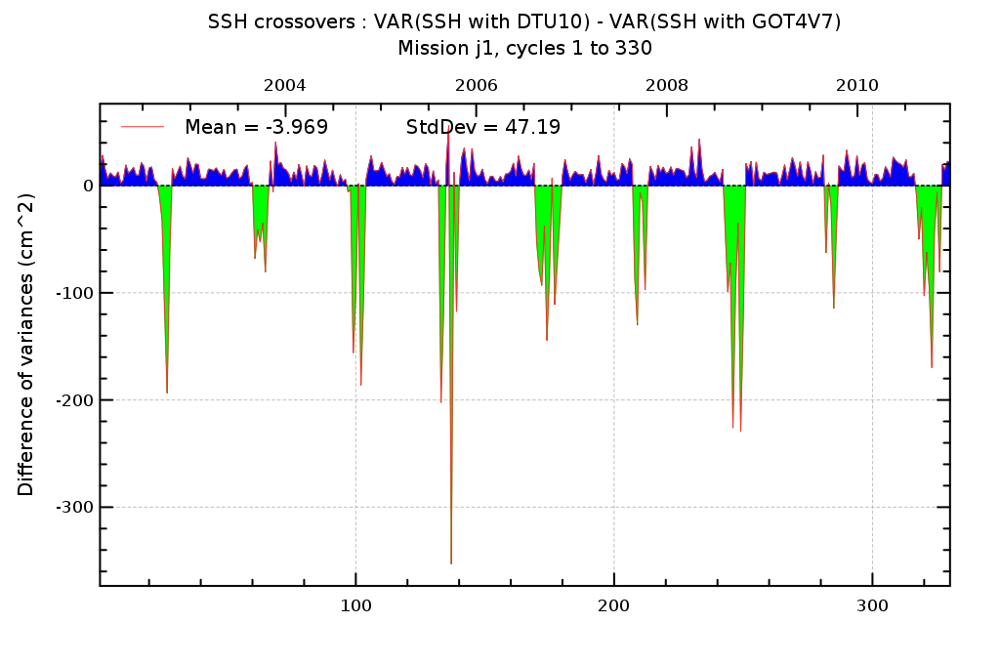 SSH crossovers : VAR(SSH with DTU10) - VAR(SSH with GOT4V7)
Mission j1, cycles 1 to 330
2004 2006 2008 2010
Mean = -3.969 StdDev = 47.19
0
-100
-200
-300
Difference of variances (cm^2)
100 200 300